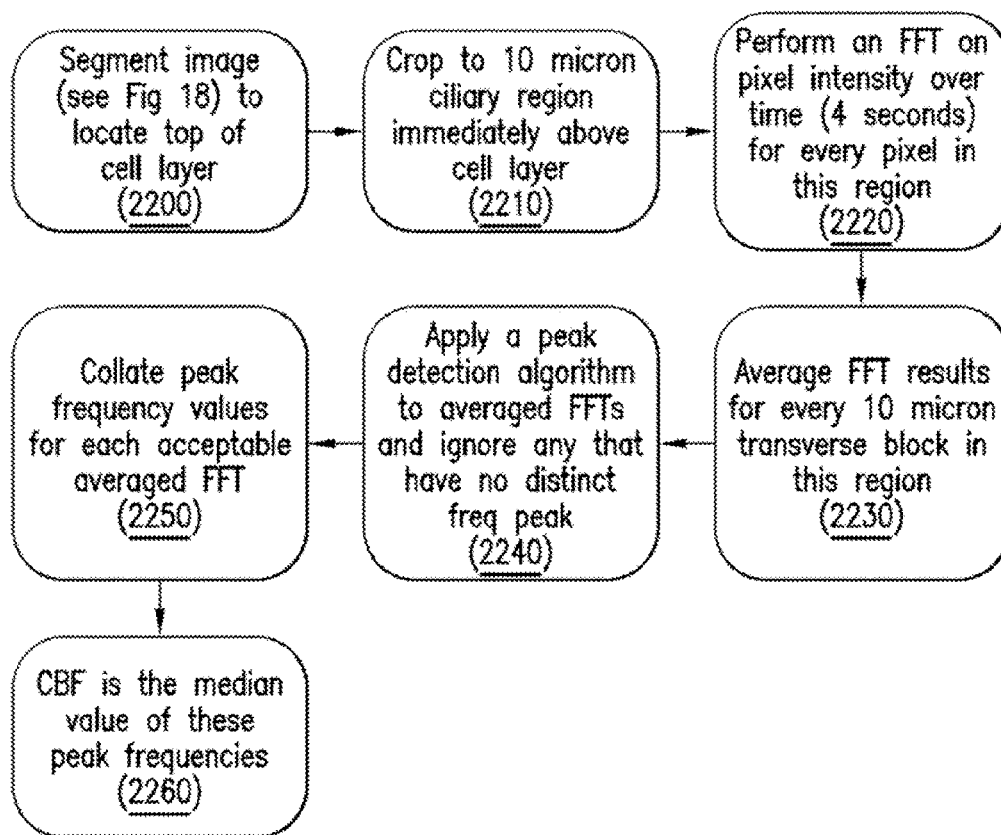 Segment image
(see Fig 18) to
locate top of
cell layer
(2200)
Crop to 10 micron
ciliary region
immediately above
cell layer
(2210)
Perform an FFT on
pixel intensity over
time (4 seconds)
for every pixel in
this region
(2220)
Average FFT results
for every 10 micron
transverse block in
this region
(2230)
Apply a peak
detection algorithm
to averaged FFTs
and ignore any that
have no distinct
freq peak
(2240)
Collate peak
frequency values
for each acceptable
averaged FFT
(2250)
CBF is the median
value of these
peak frequencies
(2260)